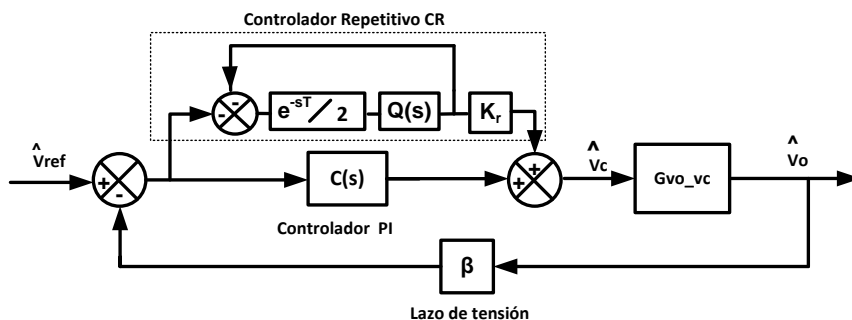 Controlador Repetitivo CR
-
-
e^-sT/2
Q(s)
K_r
^
Vref
+
-
C(s)
+
+
^
Vc
Gvo_vc
^
Vo
Controlador PI
β
Lazo de tensión